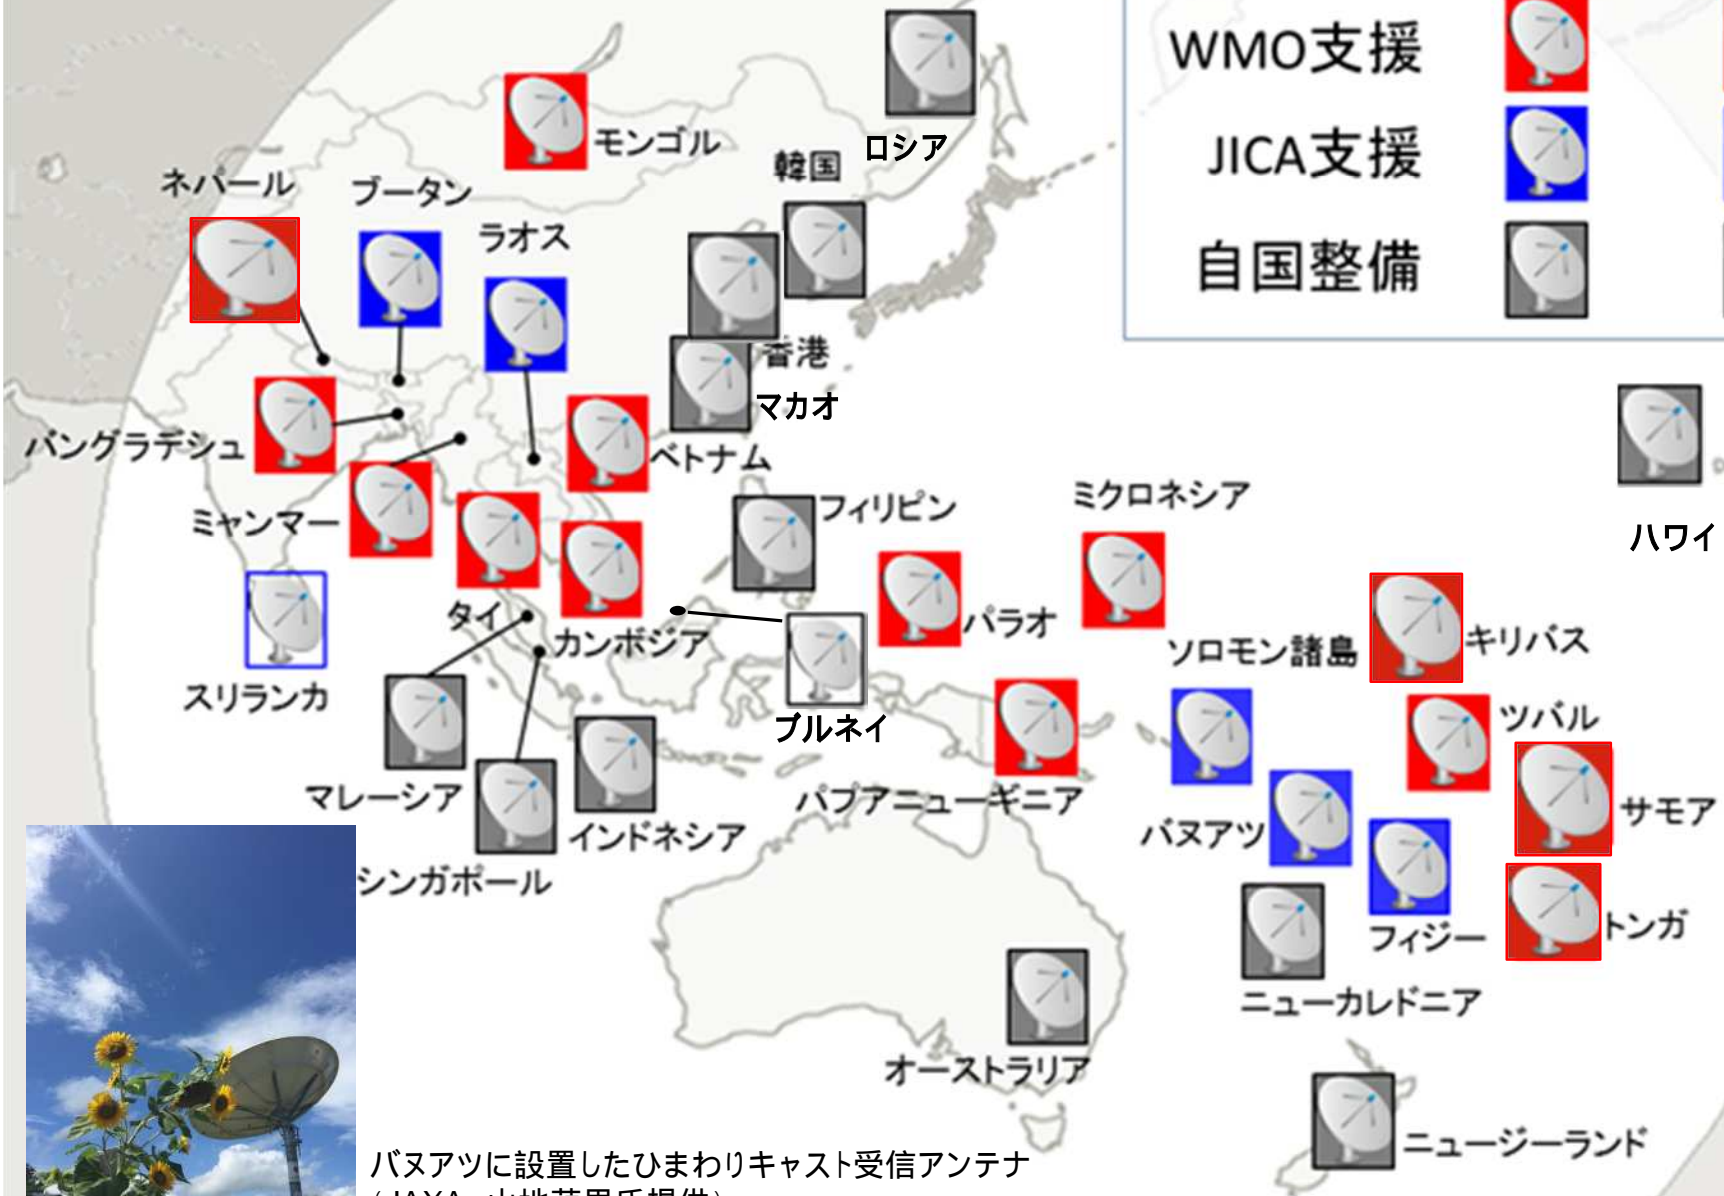 WMO支援
JICA支援
自国整備
ロシア
モンゴル
韓国
ネパール
ブータン
ラオス
香港
マカオ
バングラデシュ
ベトナム
ミャンマー
フィリピン
ミクロネシア
ハワイ
タイ
カンボジア
パラオ
ソロモン諸島
キリバス
スリランカ
ブルネイ
ツバル
マレーシア
パプアニューギニア
サモア
インドネシア
バヌアツ
シンガポール
フィジー
トンガ
ニューカレドニア
オーストラリア
ニュージーランド
バヌアツに設置したひまわりキャスト受信アンテナ